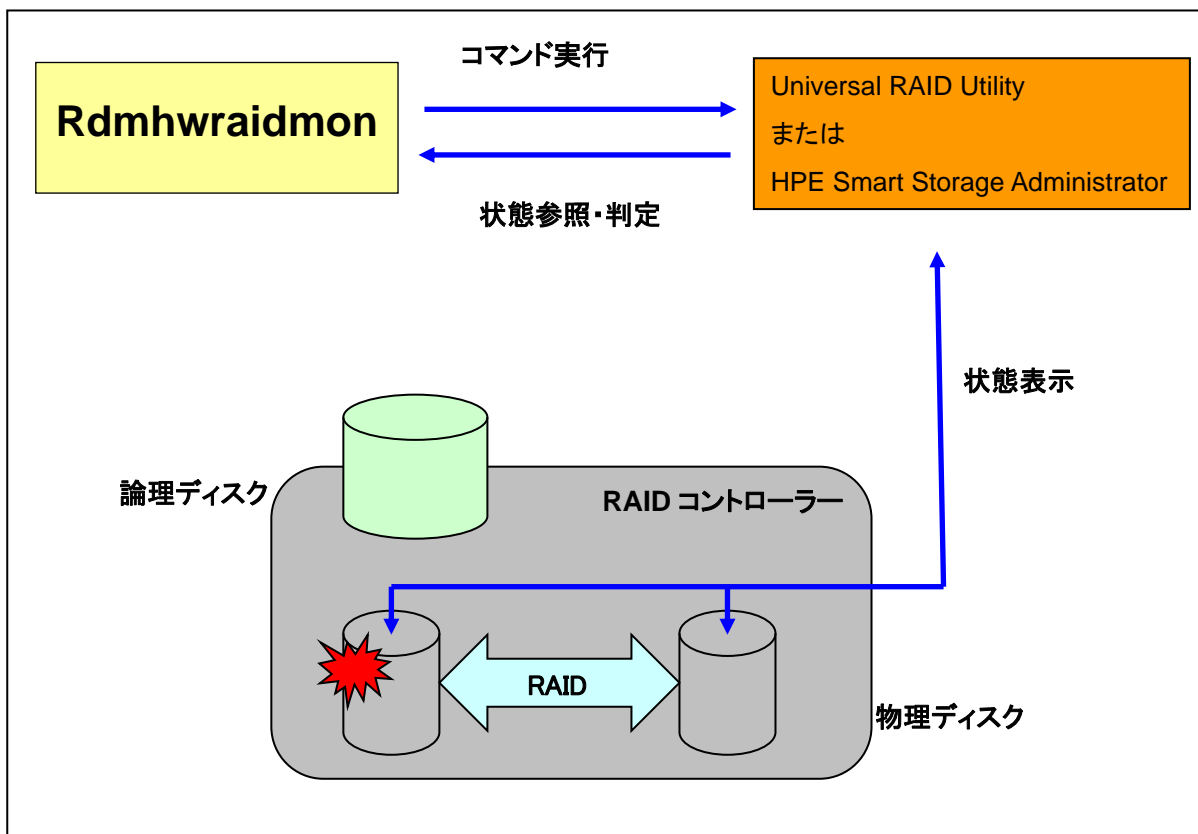 コマンド実行
Rdmhwraidmon
Universal RAID Utility
または
HPE Smart Storage Administrator
状態参照・判定
状態表示
論理ディスク
RAID コントローラー
RAID
物理ディスク